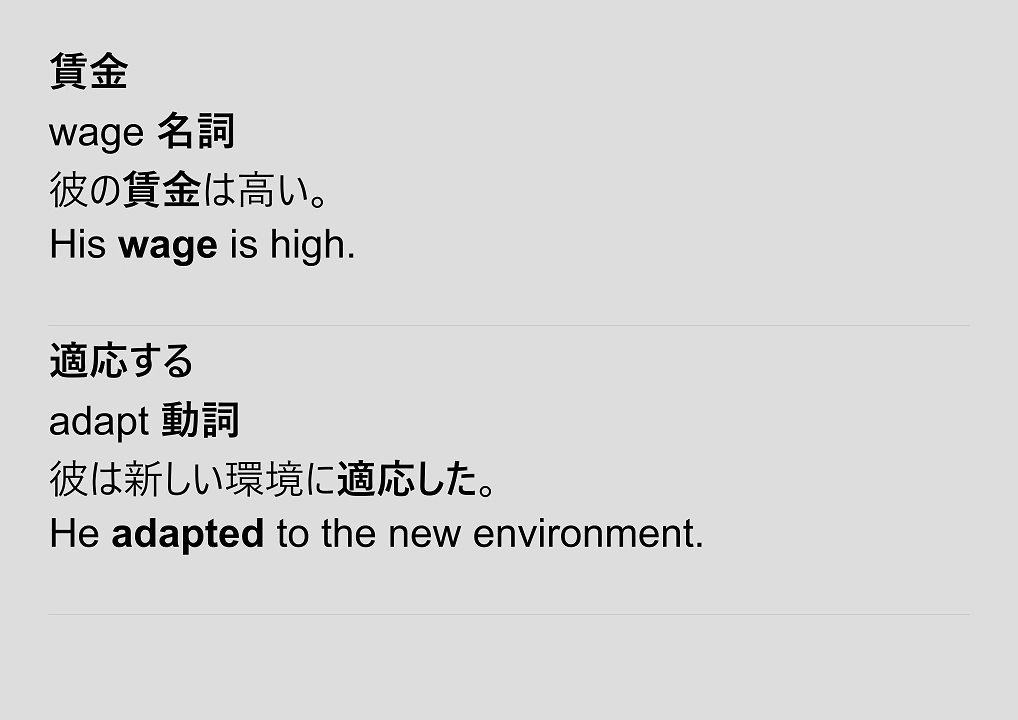 賃金
wage 名詞
彼の賃金は高い。
His wage is high.
適応する
adapt 動詞
彼は新しい環境に適応した。
He adapted to the new environment.